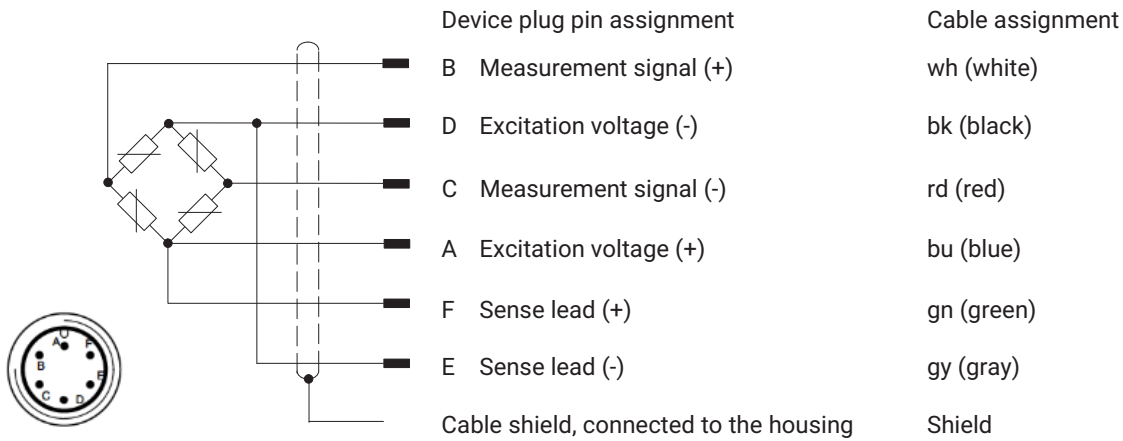 Device plug pin assignment Cable assignment
B Measurement signal (+) wh (white)
D Excitation voltage (-) bk (black)
C Measurement signal (-) rd (red)
A Excitation voltage (+) bu (blue)
F Sense lead (+) gn (green)
E Sense lead (-) gy (gray)
Cable shield, connected to the housing Shield
A F
B E
C D